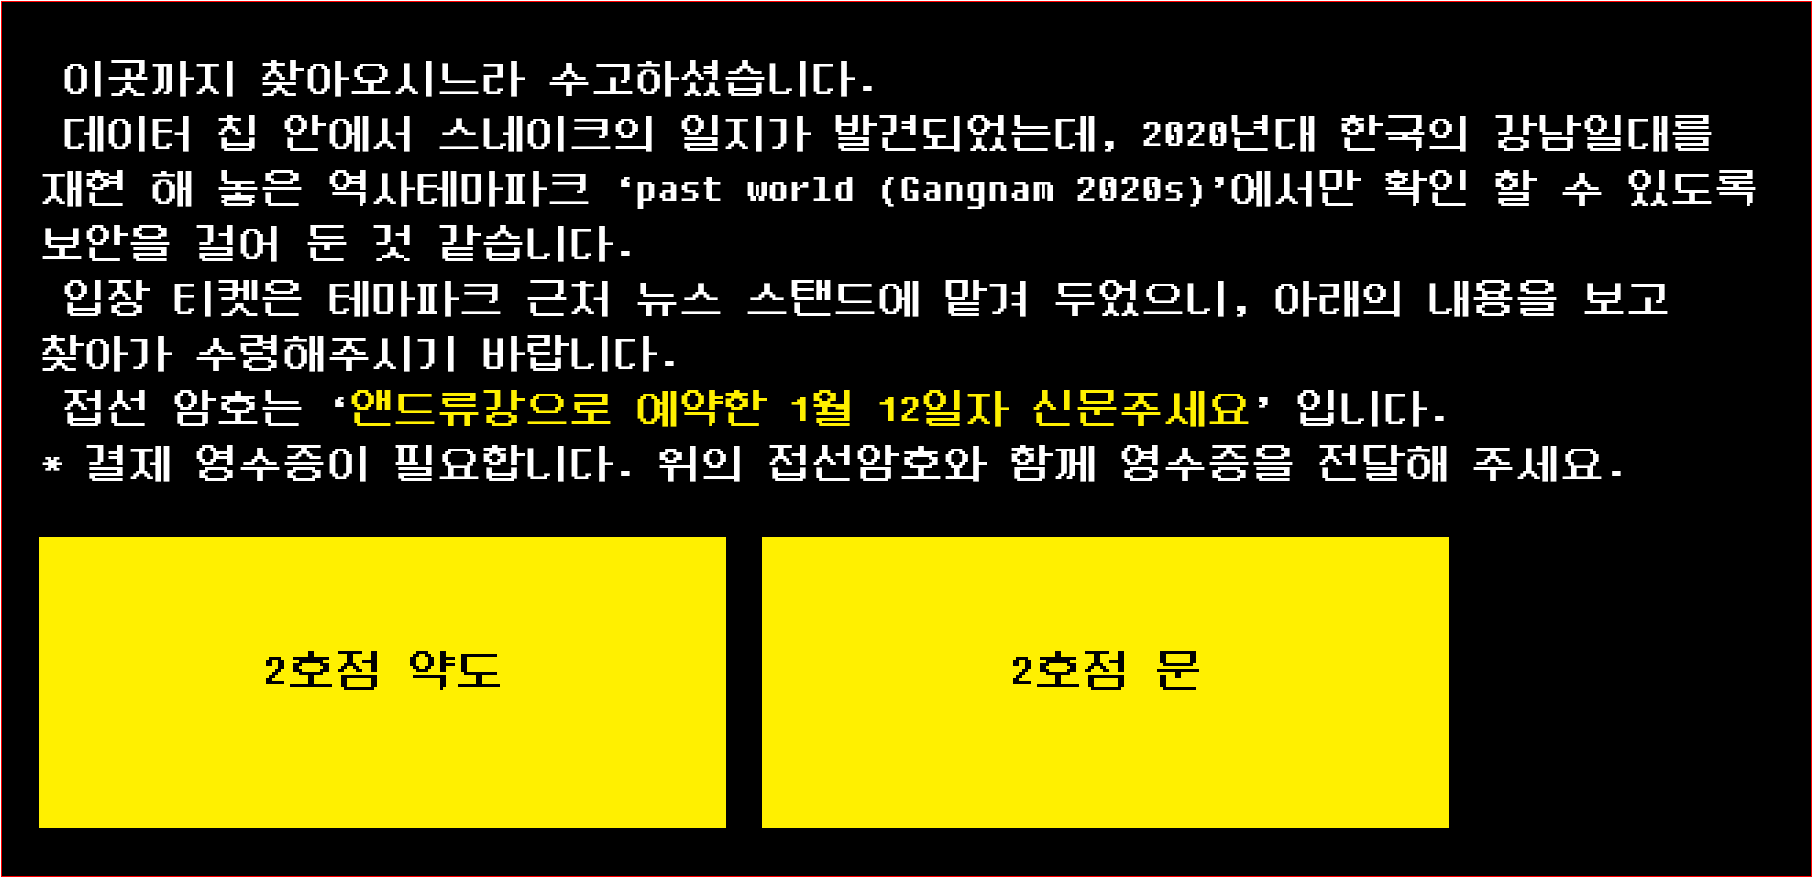 이곳까지 찾아오시느라 수고하셨습니다.
데이터 칩 안에서 스네이크의 일지가 발견되었는데, 2020년대 한국의 강남일대를
재현 해 놓은 역사테마파크 ‘past world (Gangnam 2020s)’에서만 확인 할 수 있도록
보안을 걸어 둔 것 같습니다.
입장 티켓은 테마파크 근처 뉴스 스탠드에 맡겨 두었으니, 아래의 내용을 보고
찾아가 수령해주시기 바랍니다.
접선 암호는 ‘앤드류강으로 예약한 1월 12일자 신문주세요’ 입니다.
* 결제 영수증이 필요합니다. 위의 접선암호와 함께 영수증을 전달해 주세요.
2호점 약도
2호점 문